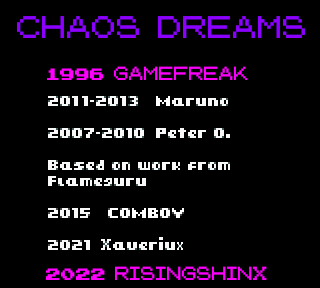 CHAOS DREAMS
1996 GAMEFREAK
2011-2013 Maruno
2007-2010 Peter O.
Based on work from
Flameguru
2015 COMBOY
2021 Xaveriux
2022 RISINGSHINX